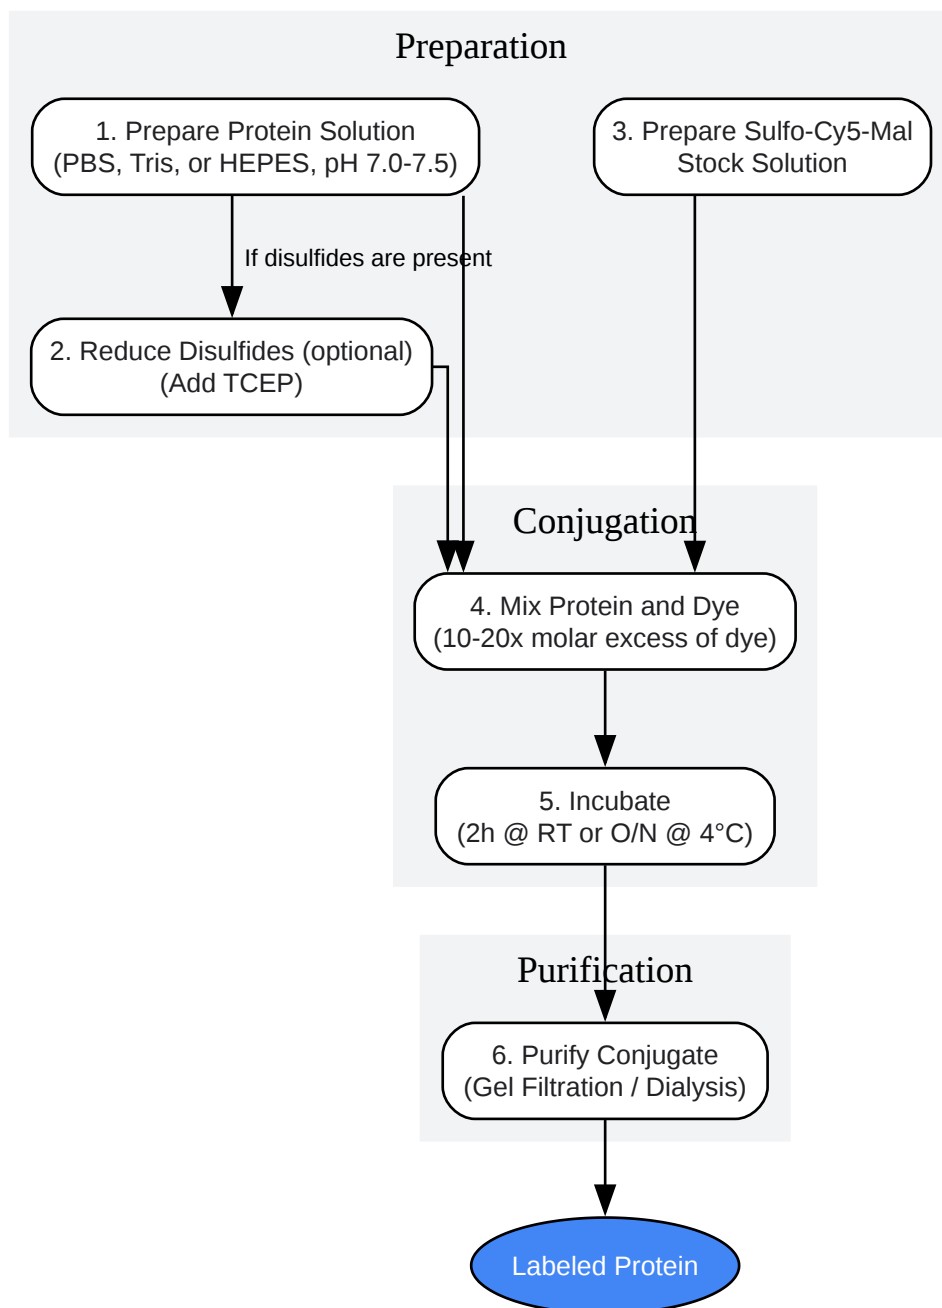 Preparation
1. Prepare Protein Solution
(PBS, Tris, or HEPES, pH 7.0-7.5)
3. Prepare Sulfo-Cy5-Mal
Stock Solution
If disulfides are present
2. Reduce Disulfides (optional)
(Add TCEP)
Conjugation
4. Mix Protein and Dye
(10-20x molar excess of dye)
5. Incubate
(2h @ RT or O/N @ 4°C)
Purification
6. Purify Conjugate
(Gel Filtration / Dialysis)
Labeled Protein